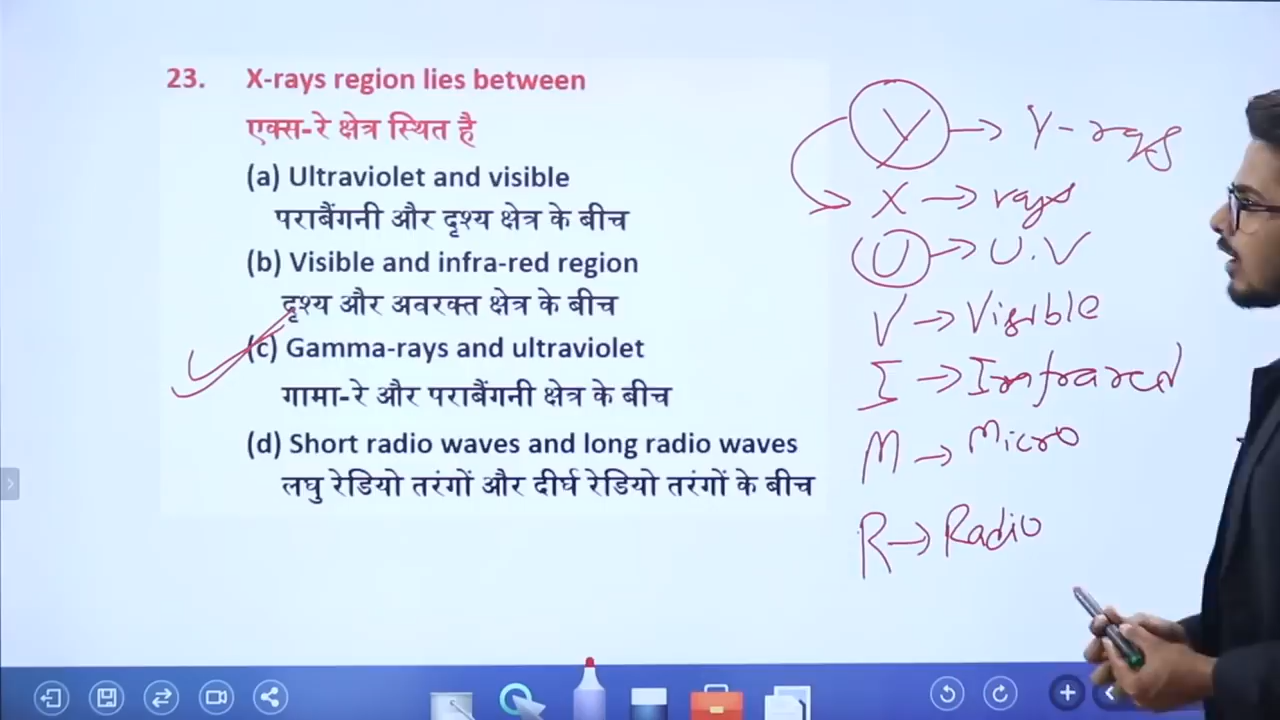 23. X-rays region lies between
एक्स-रे क्षेत्र स्थित है
(a) Ultraviolet and visible
पराबैंगनी और दृश्य क्षेत्र के बीच
(b) Visible and infra-red region
दृश्य और अवरक्त क्षेत्र के बीच
(c) Gamma-rays and ultraviolet
गामा-रे और पराबैंगनी क्षेत्र के बीच
(d) Short radio waves and long radio waves
लघु रेडियो तरंगों और दीर्घ रेडियो तरंगों के बीच
Y → Y-rays
X → rays
U → U.V
V → Visible
I → Infrared
M → Micro
R → Radio